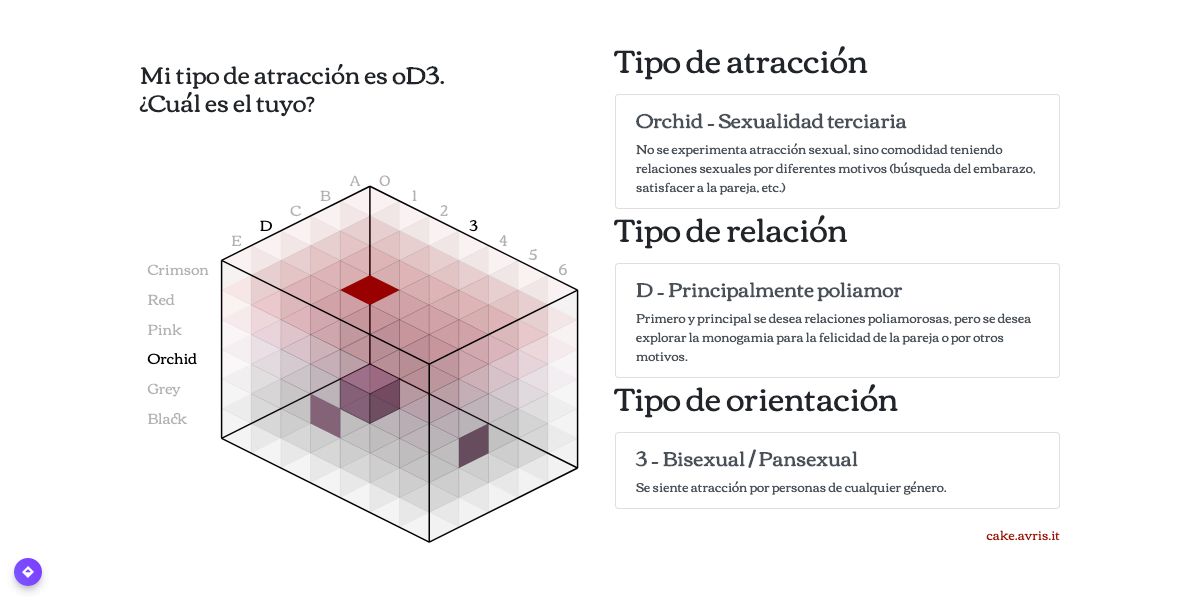 Mi tipo de atracción es oD3.
¿Cuál es el tuyo?
A
B
C
D
E
0
1
2
3
4
5
6
Crimson
Red
Pink
Orchid
Grey
Black
Tipo de atracción
Orchid - Sexualidad terciaria
No se experimenta atracción sexual, sino comodidad teniendo
relaciones sexuales por diferentes motivos (búsqueda del embarazo,
satisfacer a la pareja, etc.)
Tipo de relación
D - Principalmente poliamor
Primero y principal se desea relaciones poliamorosas, pero se desea
explorar la monogamia para la felicidad de la pareja o por otros
motivos.
Tipo de orientación
3 - Bisexual / Pansexual
Se siente atracción por personas de cualquier género.
cake.avris.it